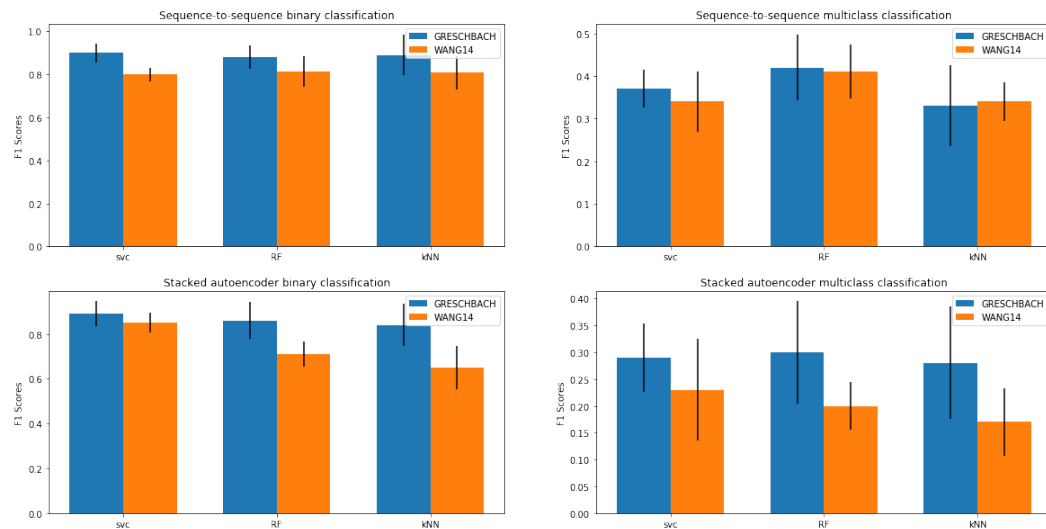 Sequence-to-sequence binary classification
1.0
0.8
0.6
0.4
0.2
0.0
F1 Scores
GRESCHBACH
WANG14
svc
RF
kNN
Sequence-to-sequence multiclass classification
0.5
0.4
0.3
0.2
0.1
0.0
F1 Scores
GRESCHBACH
WANG14
svc
RF
kNN
Stacked autoencoder binary classification
0.8
0.6
0.4
0.2
0.0
F1 Scores
GRESCHBACH
WANG14
svc
RF
kNN
Stacked autoencoder multiclass classification
0.40
0.35
0.30
0.25
0.20
0.15
0.10
0.05
0.00
F1 Scores
GRESCHBACH
WANG14
svc
RF
kNN